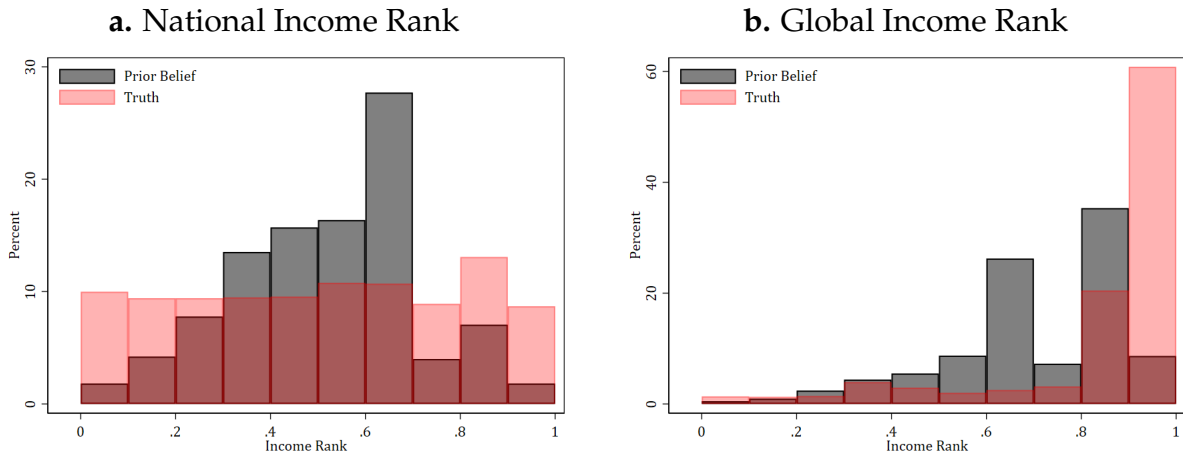 a. National Income Rank
Prior Belief
Truth
30
20
10
0
Percent
0 .2 .4 .6 .8 1
Income Rank
b. Global Income Rank
Prior Belief
Truth
60
40
20
0
Percent
0 .2 .4 .6 .8 1
Income Rank